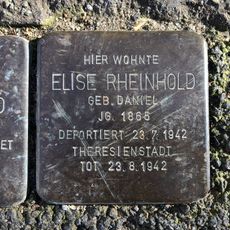 HIER WOHNTE
ELISE RHEINHOLD
GEB. DANIEL
JG. 1865
DEPORTIERT 23.7.1942
THERESIENSTADT
TOT 23.8.1942